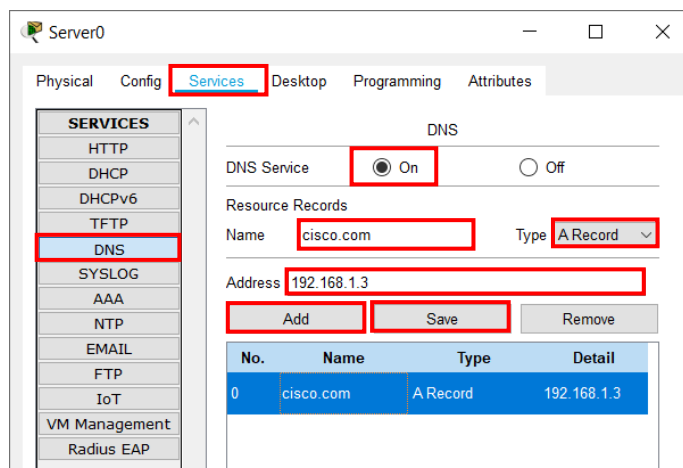 Server0
Physical Config Services Desktop Programming Attributes
SERVICES
HTTP
DHCP
DHCPv6
TFTP
DNS
SYSLOG
AAA
NTP
EMAIL
FTP
IoT
VM Management
Radius EAP
DNS
DNS Service On Off
Resource Records
Name cisco.com Type A Record
Address 192.168.1.3
Add Save Remove
No. Name Type Detail
0 cisco.com A Record 192.168.1.3